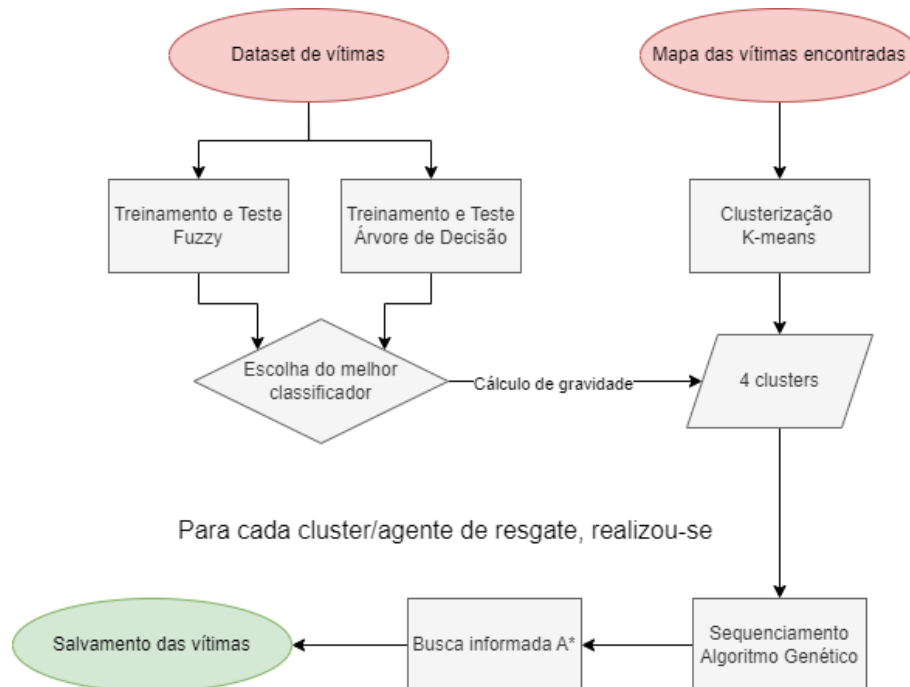 Dataset de vítimas
Mapa das vítimas encontradas
Treinamento e Teste
Fuzzy
Treinamento e Teste
Árvore de Decisão
Clusterização
K-means
Escolha do melhor
classificador
Cálculo de gravidade
4 clusters
Para cada cluster/agente de resgate, realizou-se
Salvamento das vítimas
Busca informada A*
Sequenciamento
Algoritmo Genético